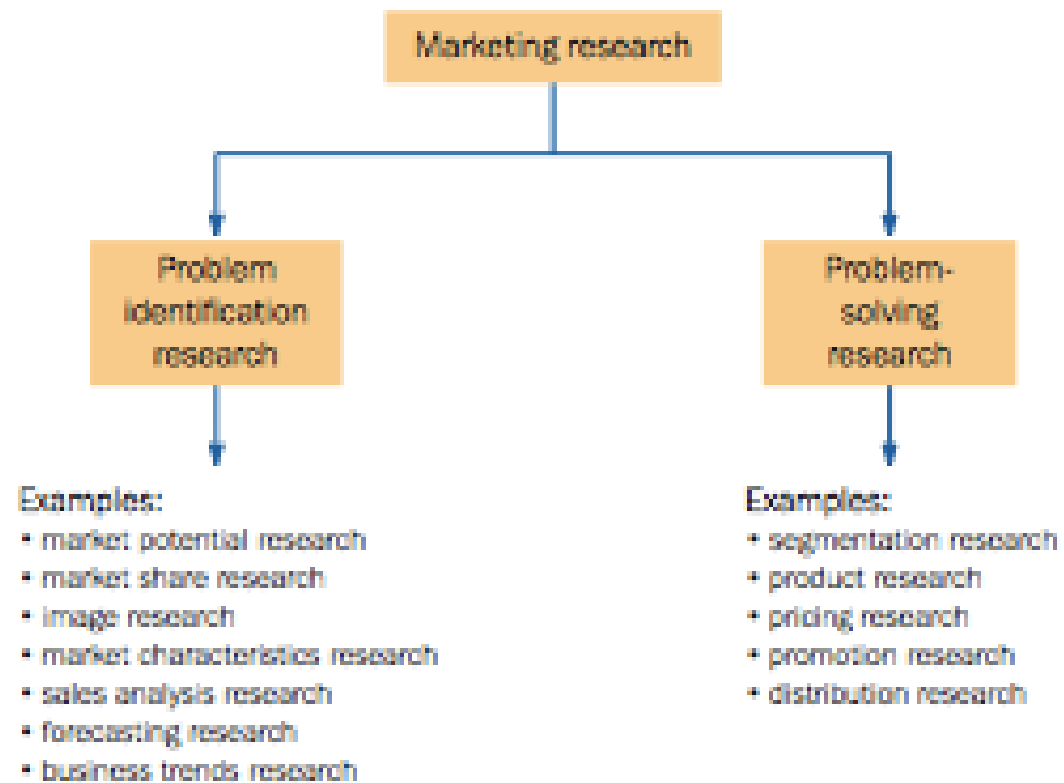 Marketing research
Problem
identification
research
Problem-
solving
research
Examples:
• market potential research
• market share research
• image research
• market characteristics research
• sales analysis research
• forecasting research
• business trends research
Examples:
• segmentation research
• product research
• pricing research
• promotion research
• distribution research